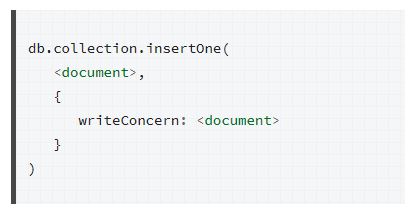 db.collection.insertOne(
   <document>,
   {
      writeConcern: <document>
   }
)